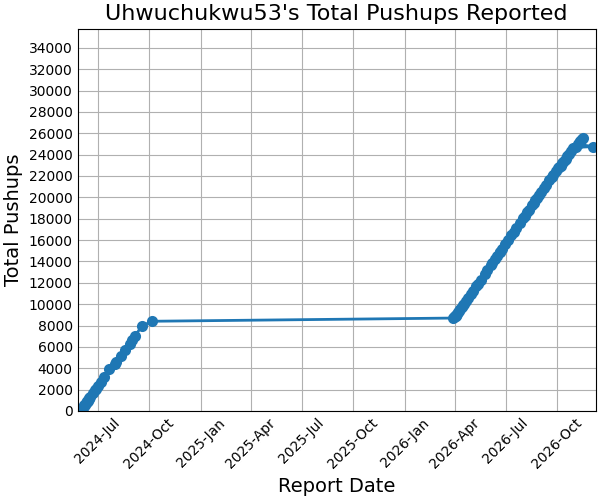 Uhwuchukwu53's Total Pushups Reported
Total Pushups
34000
32000
30000
28000
26000
24000
22000
20000
18000
16000
14000
12000
10000
8000
6000
4000
2000
0
2024-Jul
2024-Oct
2025-Jan
2025-Apr
2025-Jul
2025-Oct
2026-Jan
2026-Apr
2026-Jul
2026-Oct
Report Date